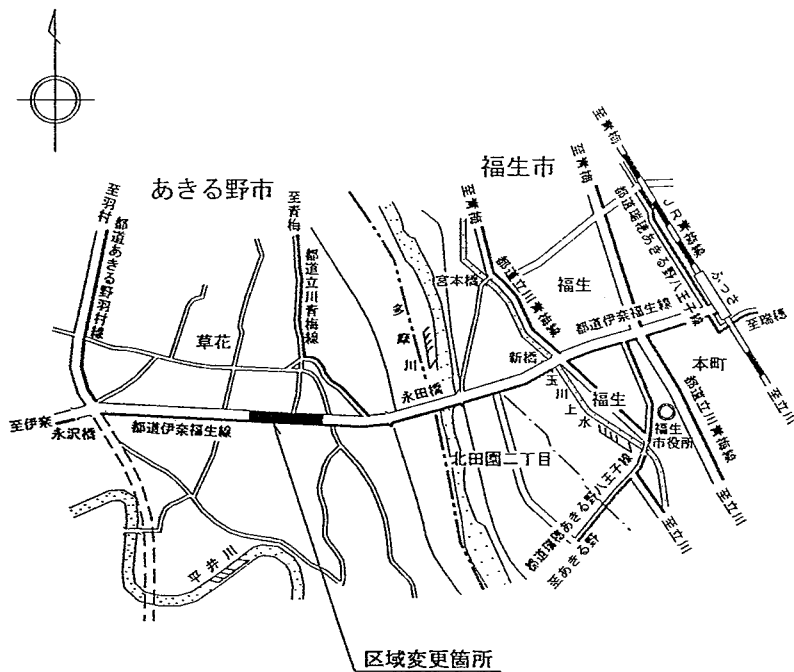 あきる野市
福生市
至羽村
都道あきる野羽村線
至青梅
都道立川青梅線
多摩川
至青梅
都道立川青梅線
宮本橋
福生
至青梅
都道瑞穂あきる野八王子線
至青梅
JR青梅線
ふっさ
至瑞穂
至立川
草花
新橋
都道伊奈福生線
本町
永田橋
玉川上水
福生
福生
市役所
都道立川青梅線
至立川
至伊奈
永沢橋
都道伊奈福生線
北田園二丁目
都道瑞穂あきる野八王子線
至あきる野
至立川
平井川
区域変更箇所